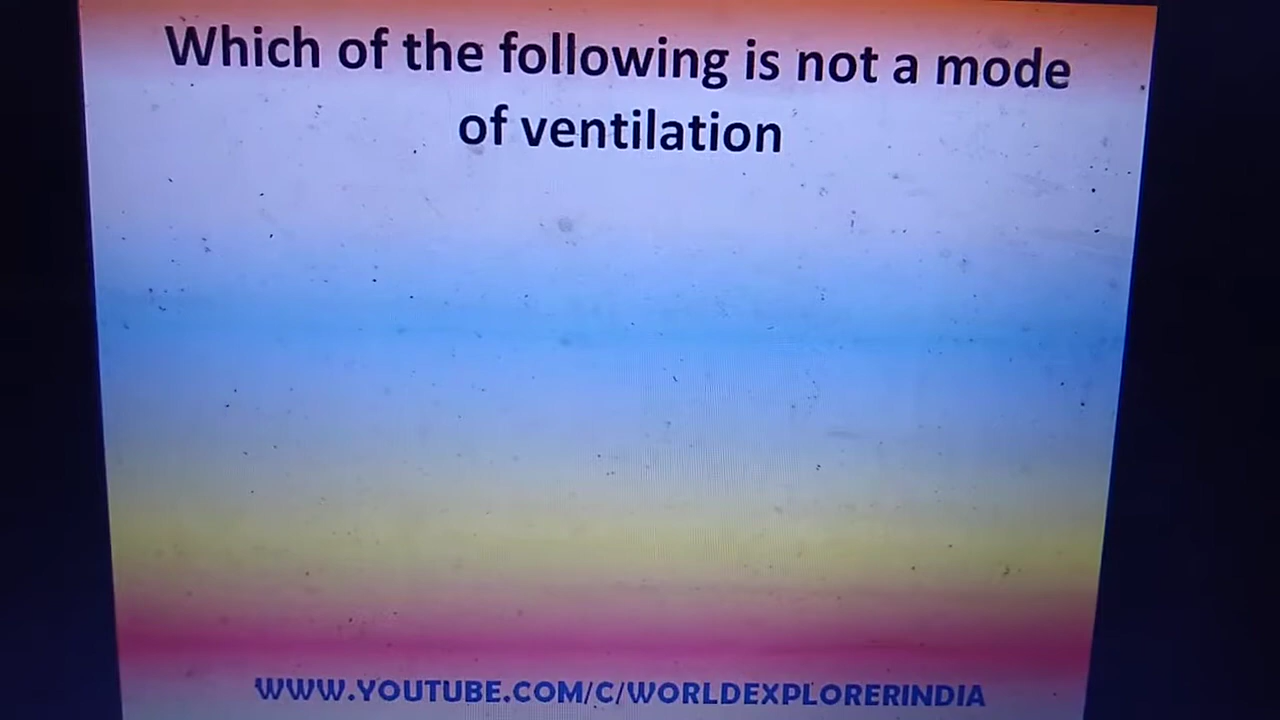 Which of the following is not a mode
of ventilation
WWW.YOUTUBE.COM/C/WORLDEXPLORERINDIA